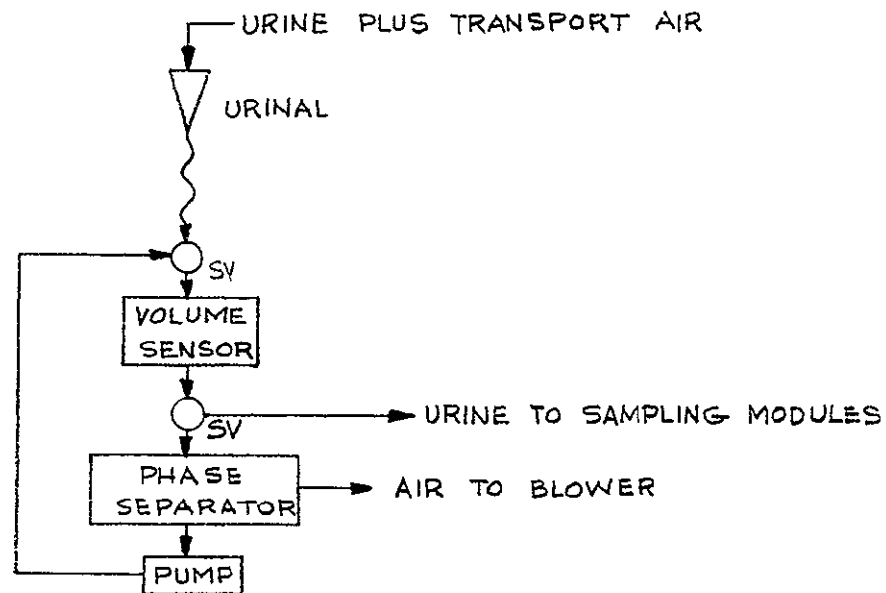 URINE PLUS TRANSPORT AIR
URINAL
SV
VOLUME
SENSOR
SV
URINE TO SAMPLING MODULES
PHASE
SEPARATOR
AIR TO BLOWER
PUMP